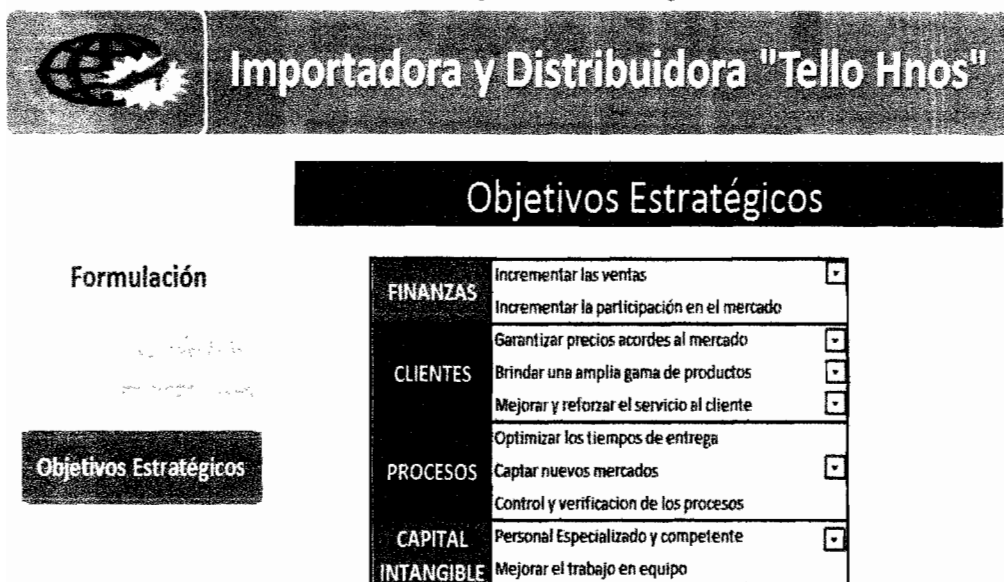 Importadora y Distribuidora "Tello Hnos"
Objetivos Estratégicos
Formulación
Objetivos Estratégicos
FINANZAS
Incrementar las ventas
Incrementar la participación en el mercado
CLIENTES
Garantizar precios acordes al mercado
Brindar una amplia gama de productos
Mejorar y reforzar el servicio al cliente
PROCESOS
Optimizar los tiempos de entrega
Captar nuevos mercados
Control y verificacion de los procesos
CAPITAL
INTANGIBLE
Personal Especializado y competente
Mejorar el trabajo en equipo